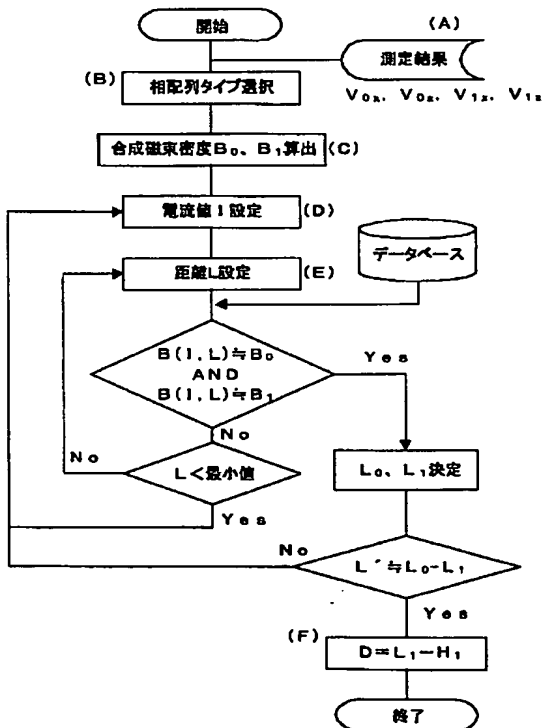 開始
(A)
測定結果
V₀ₓ、V₀z、V₁ₓ、V₁z
(B)
相配列タイプ選択
合成磁束密度B₀、B₁算出
(C)
電流値I設定
(D)
データベース
距離L設定
(E)
B(I,L)≒B₀
AND
B(I,L)≒B₁
Yes
No
L<最小値
No
Yes
L₀、L₁決定
No
L´≒L₀−L₁
Yes
(F)
D=L₁−H₁
終了